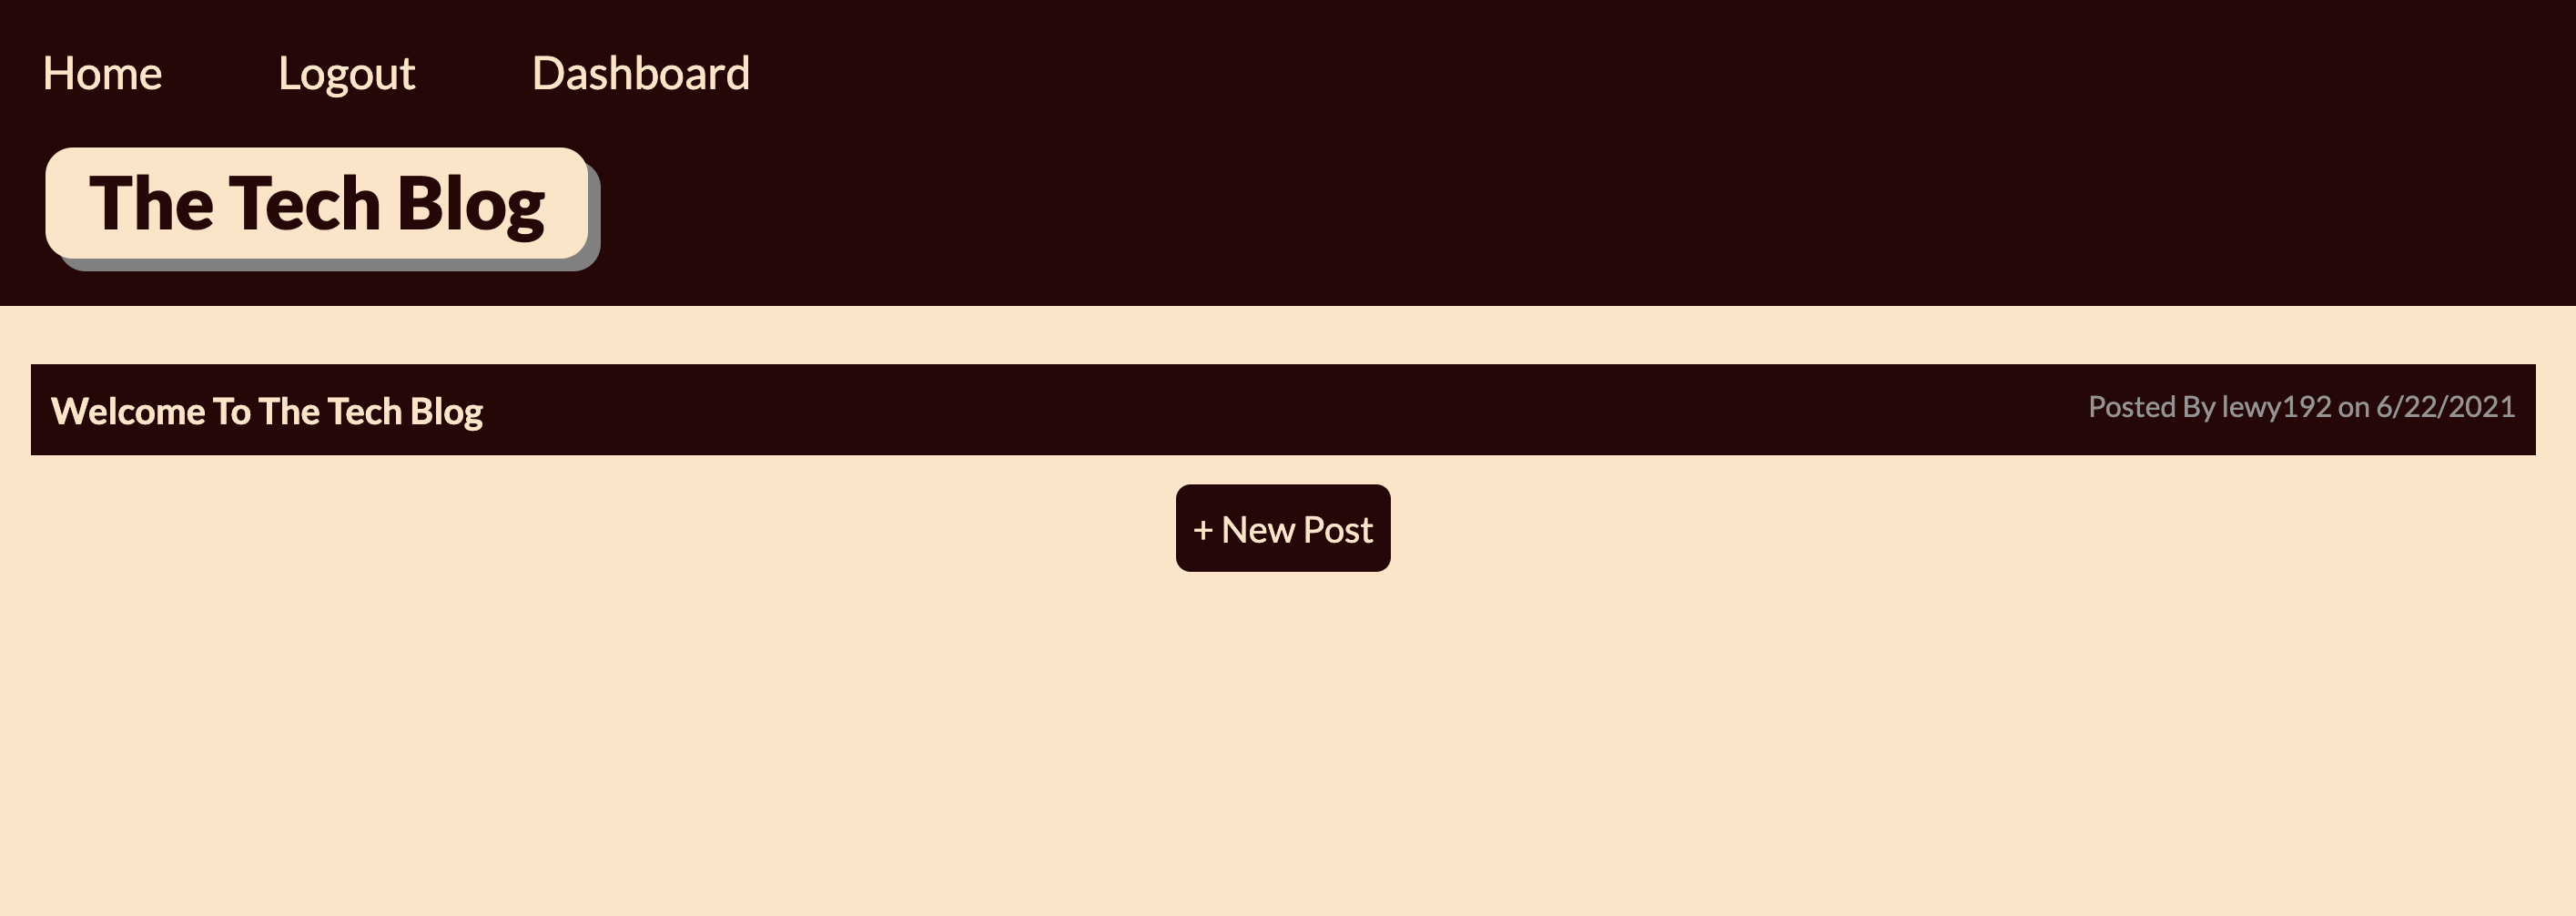 Home Logout Dashboard
The Tech Blog
Welcome To The Tech Blog Posted By lewy192 on 6/22/2021
+ New Post